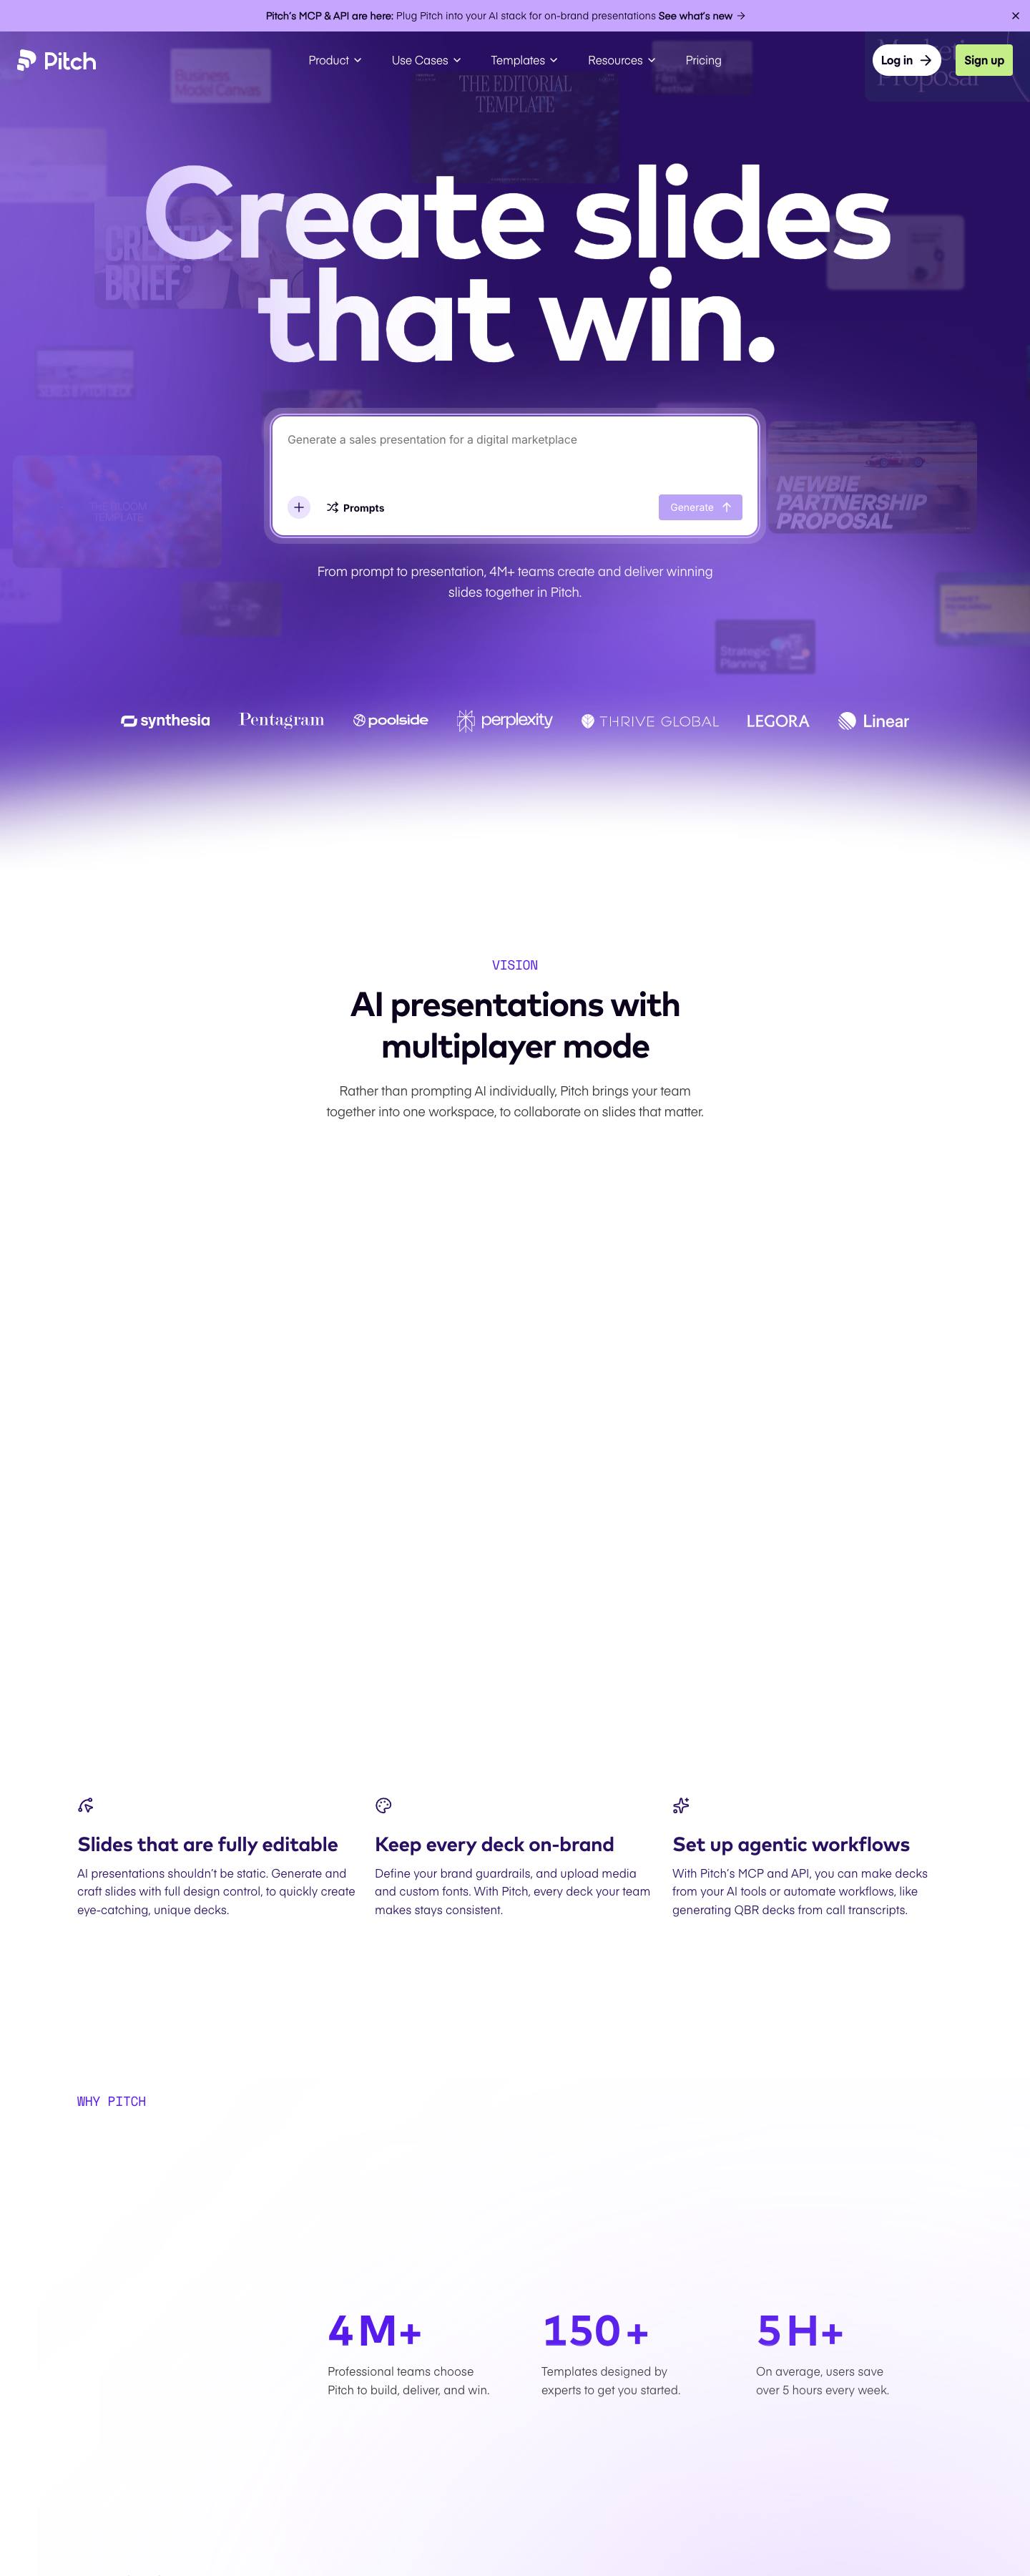 Pitch's MCP & API are here: Plug Pitch into your AI stack for on-brand presentations See what's new →
Pitch
Product
Use Cases
Templates
Resources
Pricing
Log in →
Sign up
Business
Model Canvas
THE EDITORIAL
TEMPLATE
Film
Festival
Proposal
Create slides
that win.
CREATIVE
BRIEF
Generate a sales presentation for a digital marketplace
Prompts
Generate
THE BLOOM
TEMPLATE
NEWBIE
PARTNERSHIP
PROPOSAL
From prompt to presentation, 4M+ teams create and deliver winning
slides together in Pitch.
Strategic
Planning
synthesia
Pentagram
poolside
perplexity
THRIVE GLOBAL
LEGORA
Linear
VISION
AI presentations with
multiplayer mode
Rather than prompting AI individually, Pitch brings your team
together into one workspace, to collaborate on slides that matter.
Slides that are fully editable
AI presentations shouldn't be static. Generate and
craft slides with full design control, to quickly create
eye-catching, unique decks.
Keep every deck on-brand
Define your brand guardrails, and upload media
and custom fonts. With Pitch, every deck your team
makes stays consistent.
Set up agentic workflows
With Pitch's MCP and API, you can make decks
from your AI tools or automate workflows, like
generating QBR decks from call transcripts.
WHY PITCH
4M+
Professional teams choose
Pitch to build, deliver, and win.
150+
Templates designed by
experts to get you started.
5H+
On average, users save
over 5 hours every week.